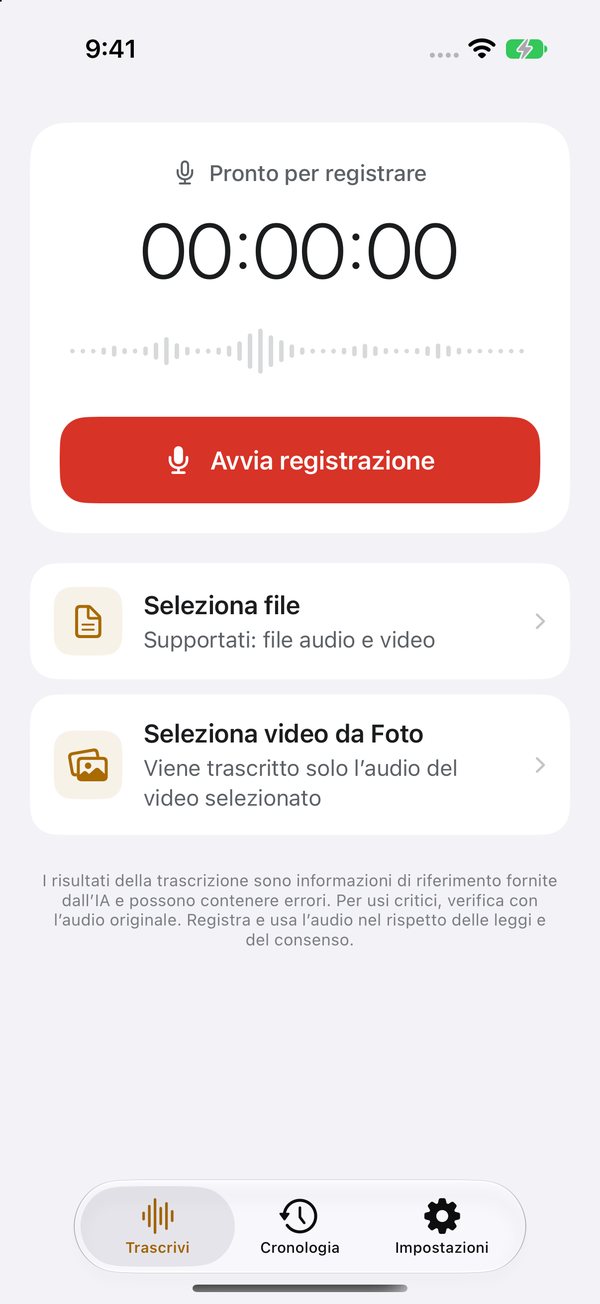 9:41
Pronto per registrare
00:00:00
Avvia registrazione
Seleziona file
Supportati: file audio e video
Seleziona video da Foto
Viene trascritto solo l’audio del
video selezionato
I risultati della trascrizione sono informazioni di riferimento fornite
dall’IA e possono contenere errori. Per usi critici, verifica con
l’audio originale. Registra e usa l’audio nel rispetto delle leggi e
del consenso.
Trascrivi
Cronologia
Impostazioni